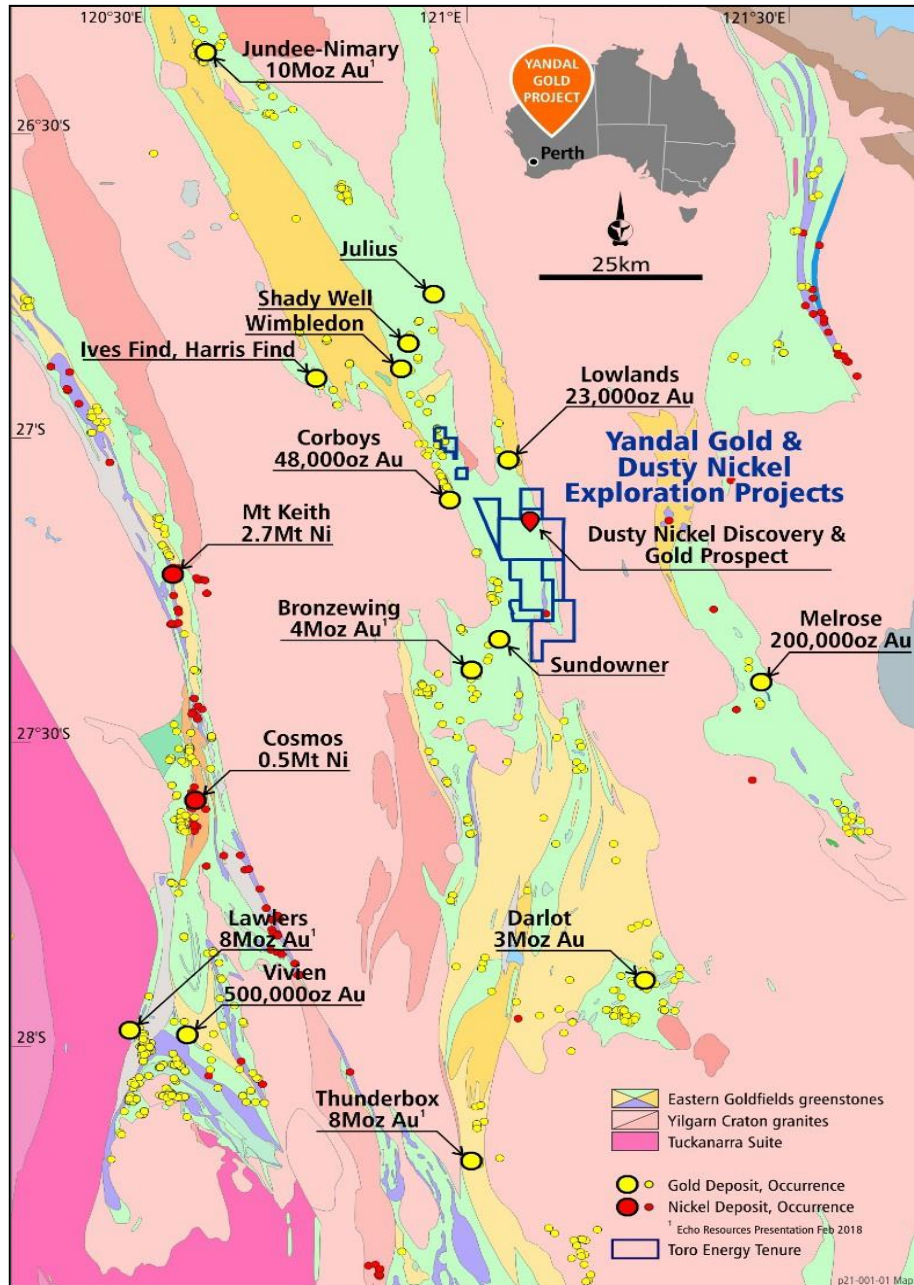 120°30'E
121°E
121°30'E
Jundee-Nimary
10Moz Au¹
YANDAL
GOLD
PROJECT
Perth
26°30'S
25km
Julius
Shady Well
Wimbledon
Ives Find, Harris Find
Lowlands
23,000oz Au
27°S
Corboys
48,000oz Au
Yandal Gold &
Dusty Nickel
Exploration Projects
Mt Keith
2.7Mt Ni
Dusty Nickel Discovery &
Gold Prospect
Bronzewing
4Moz Au¹
Sundowner
Melrose
200,000oz Au
27°30'S
Cosmos
0.5Mt Ni
Lawlers
8Moz Au¹
Vivien
500,000oz Au
Darlot
3Moz Au
28°S
Thunderbox
8Moz Au¹
Eastern Goldfields greenstones
Yilgarn Craton granites
Tuckanarra Suite
Gold Deposit, Occurrence
Nickel Deposit, Occurrence
¹ Echo Resources Presentation Feb 2018
Toro Energy Tenure
p21-001-01 Map